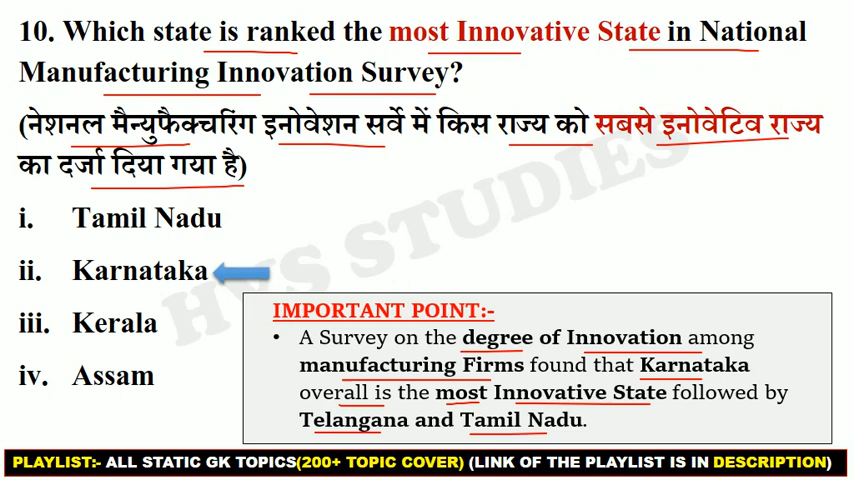 10. Which state is ranked the most Innovative State in National
Manufacturing Innovation Survey?
(नेशनल मैन्युफैक्चरिंग इनोवेशन सर्वे में किस राज्य को सबसे इनोवेटिव राज्य
का दर्जा दिया गया है)
i. Tamil Nadu
ii. Karnataka
iii. Kerala
iv. Assam
HVS STUDIES
IMPORTANT POINT:-
• A Survey on the degree of Innovation among
manufacturing Firms found that Karnataka
overall is the most Innovative State followed by
Telangana and Tamil Nadu.
PLAYLIST:- ALL STATIC GK TOPICS(200+ TOPIC COVER) (LINK OF THE PLAYLIST IS IN DESCRIPTION)